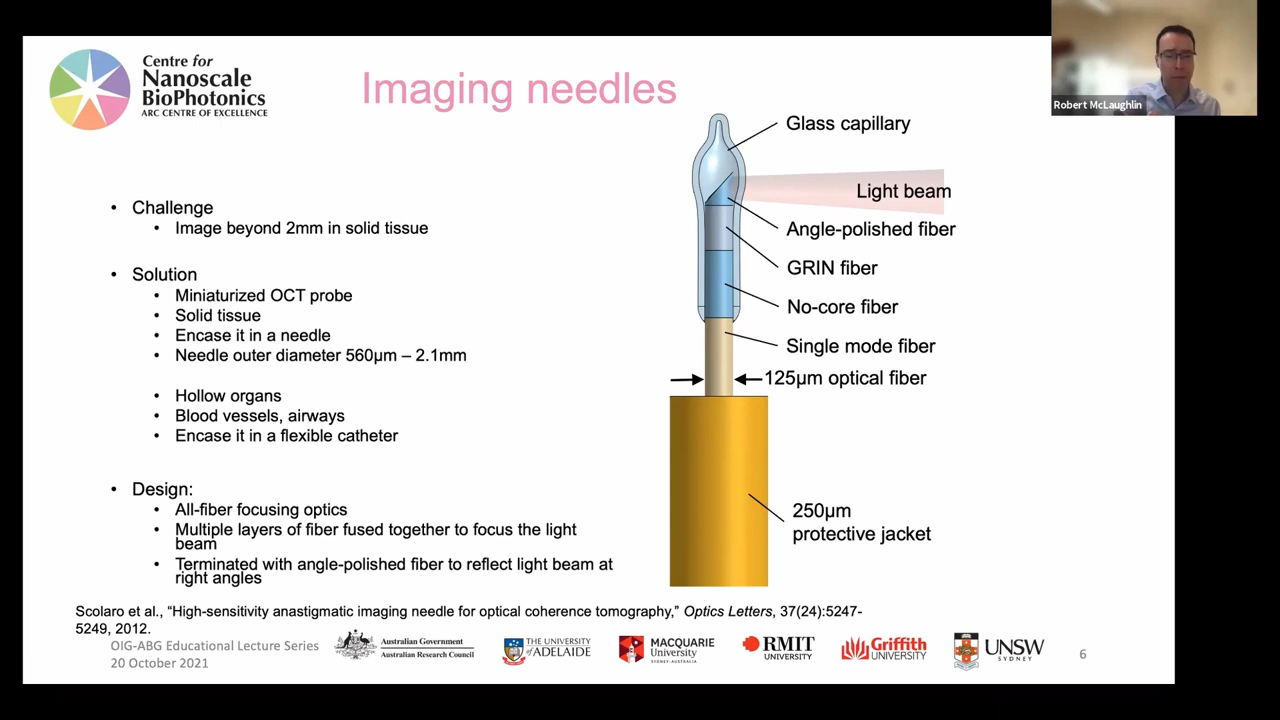 Centre for
Nanoscale
BioPhotonics
ARC CENTRE OF EXCELLENCE
Imaging needles
Robert McLaughlin
• Challenge
• Image beyond 2mm in solid tissue
• Solution
• Miniaturized OCT probe
• Solid tissue
• Encase it in a needle
• Needle outer diameter 560µm – 2.1mm
• Hollow organs
• Blood vessels, airways
• Encase it in a flexible catheter
• Design:
• All-fiber focusing optics
• Multiple layers of fiber fused together to focus the light
beam
• Terminated with angle-polished fiber to reflect light beam at
right angles
Glass capillary
Light beam
Angle-polished fiber
GRIN fiber
No-core fiber
Single mode fiber
125µm optical fiber
250µm
protective jacket
Scolaro et al., “High-sensitivity anastigmatic imaging needle for optical coherence tomography,” Optics Letters, 37(24):5247-
5249, 2012.
OIG-ABG Educational Lecture Series
20 October 2021
Australian Government
Australian Research Council
THE UNIVERSITY
of ADELAIDE
MACQUARIE
University
SYDNEY·AUSTRALIA
RMIT
UNIVERSITY
Griffith
UNIVERSITY
UNSW
SYDNEY
6